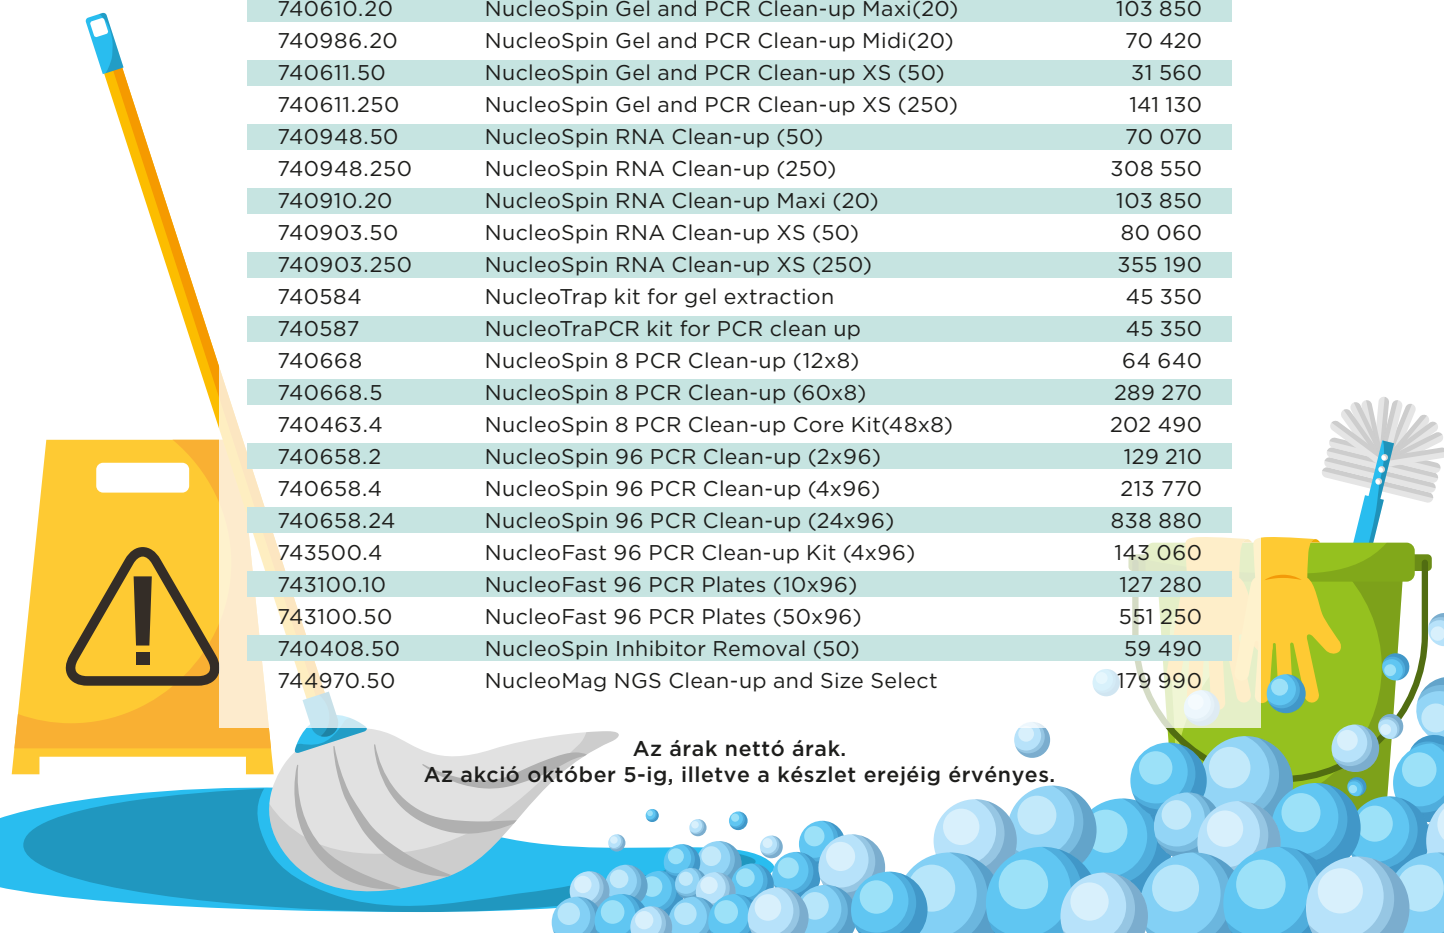 740610.20 NucleoSpin Gel and PCR Clean-up Maxi(20) 103 850
740986.20 NucleoSpin Gel and PCR Clean-up Midi(20) 70 420
740611.50 NucleoSpin Gel and PCR Clean-up XS (50) 31 560
740611.250 NucleoSpin Gel and PCR Clean-up XS (250) 141 130
740948.50 NucleoSpin RNA Clean-up (50) 70 070
740948.250 NucleoSpin RNA Clean-up (250) 308 550
740910.20 NucleoSpin RNA Clean-up Maxi (20) 103 850
740903.50 NucleoSpin RNA Clean-up XS (50) 80 060
740903.250 NucleoSpin RNA Clean-up XS (250) 355 190
740584 NucleoTrap kit for gel extraction 45 350
740587 NucleoTraPCR kit for PCR clean up 45 350
740668 NucleoSpin 8 PCR Clean-up (12x8) 64 640
740668.5 NucleoSpin 8 PCR Clean-up (60x8) 289 270
740463.4 NucleoSpin 8 PCR Clean-up Core Kit(48x8) 202 490
740658.2 NucleoSpin 96 PCR Clean-up (2x96) 129 210
740658.4 NucleoSpin 96 PCR Clean-up (4x96) 213 770
740658.24 NucleoSpin 96 PCR Clean-up (24x96) 838 880
743500.4 NucleoFast 96 PCR Clean-up Kit (4x96) 143 060
743100.10 NucleoFast 96 PCR Plates (10x96) 127 280
743100.50 NucleoFast 96 PCR Plates (50x96) 551 250
740408.50 NucleoSpin Inhibitor Removal (50) 59 490
744970.50 NucleoMag NGS Clean-up and Size Select 179 990
Az árak nettó árak.
Az akció október 5-ig, illetve a készlet erejéig érvényes.